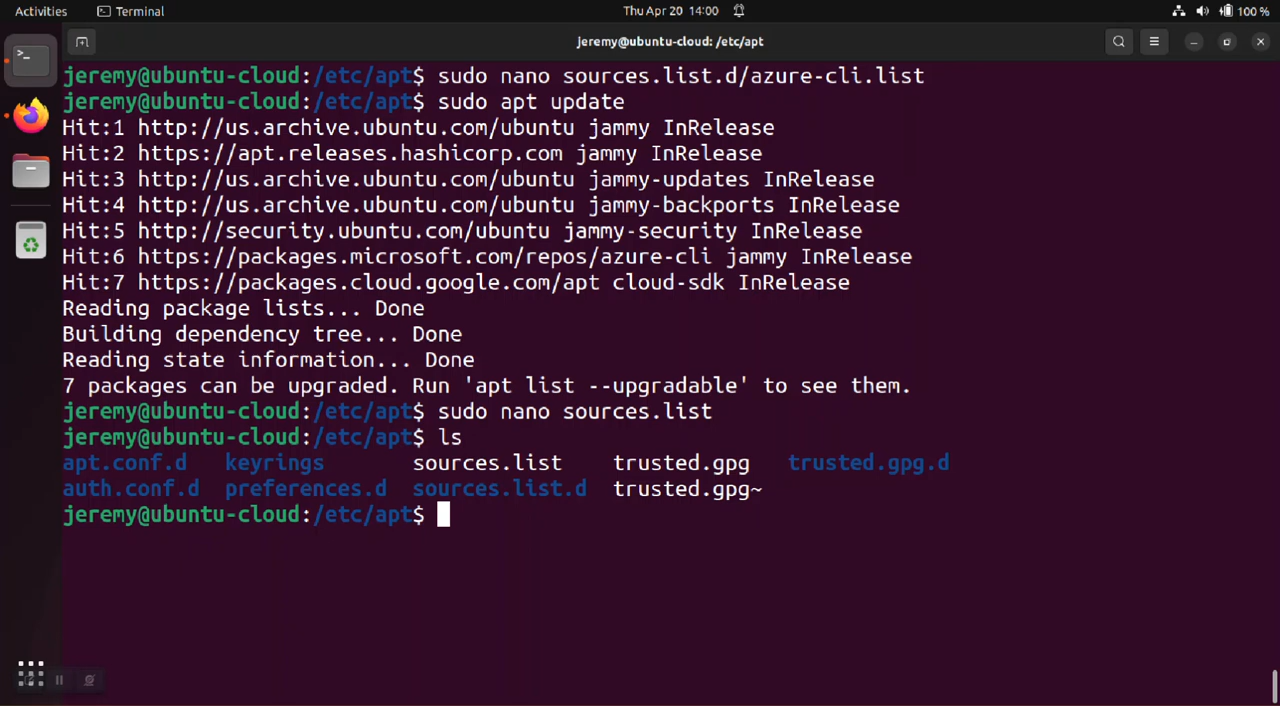 Activities Terminal Thu Apr 20 14:00 100 %
jeremy@ubuntu-cloud: /etc/apt
jeremy@ubuntu-cloud:/etc/apt$ sudo nano sources.list.d/azure-cli.list
jeremy@ubuntu-cloud:/etc/apt$ sudo apt update
Hit:1 http://us.archive.ubuntu.com/ubuntu jammy InRelease
Hit:2 https://apt.releases.hashicorp.com jammy InRelease
Hit:3 http://us.archive.ubuntu.com/ubuntu jammy-updates InRelease
Hit:4 http://us.archive.ubuntu.com/ubuntu jammy-backports InRelease
Hit:5 http://security.ubuntu.com/ubuntu jammy-security InRelease
Hit:6 https://packages.microsoft.com/repos/azure-cli jammy InRelease
Hit:7 https://packages.cloud.google.com/apt cloud-sdk InRelease
Reading package lists... Done
Building dependency tree... Done
Reading state information... Done
7 packages can be upgraded. Run 'apt list --upgradable' to see them.
jeremy@ubuntu-cloud:/etc/apt$ sudo nano sources.list
jeremy@ubuntu-cloud:/etc/apt$ ls
apt.conf.d keyrings sources.list trusted.gpg trusted.gpg.d
auth.conf.d preferences.d sources.list.d trusted.gpg~
jeremy@ubuntu-cloud:/etc/apt$